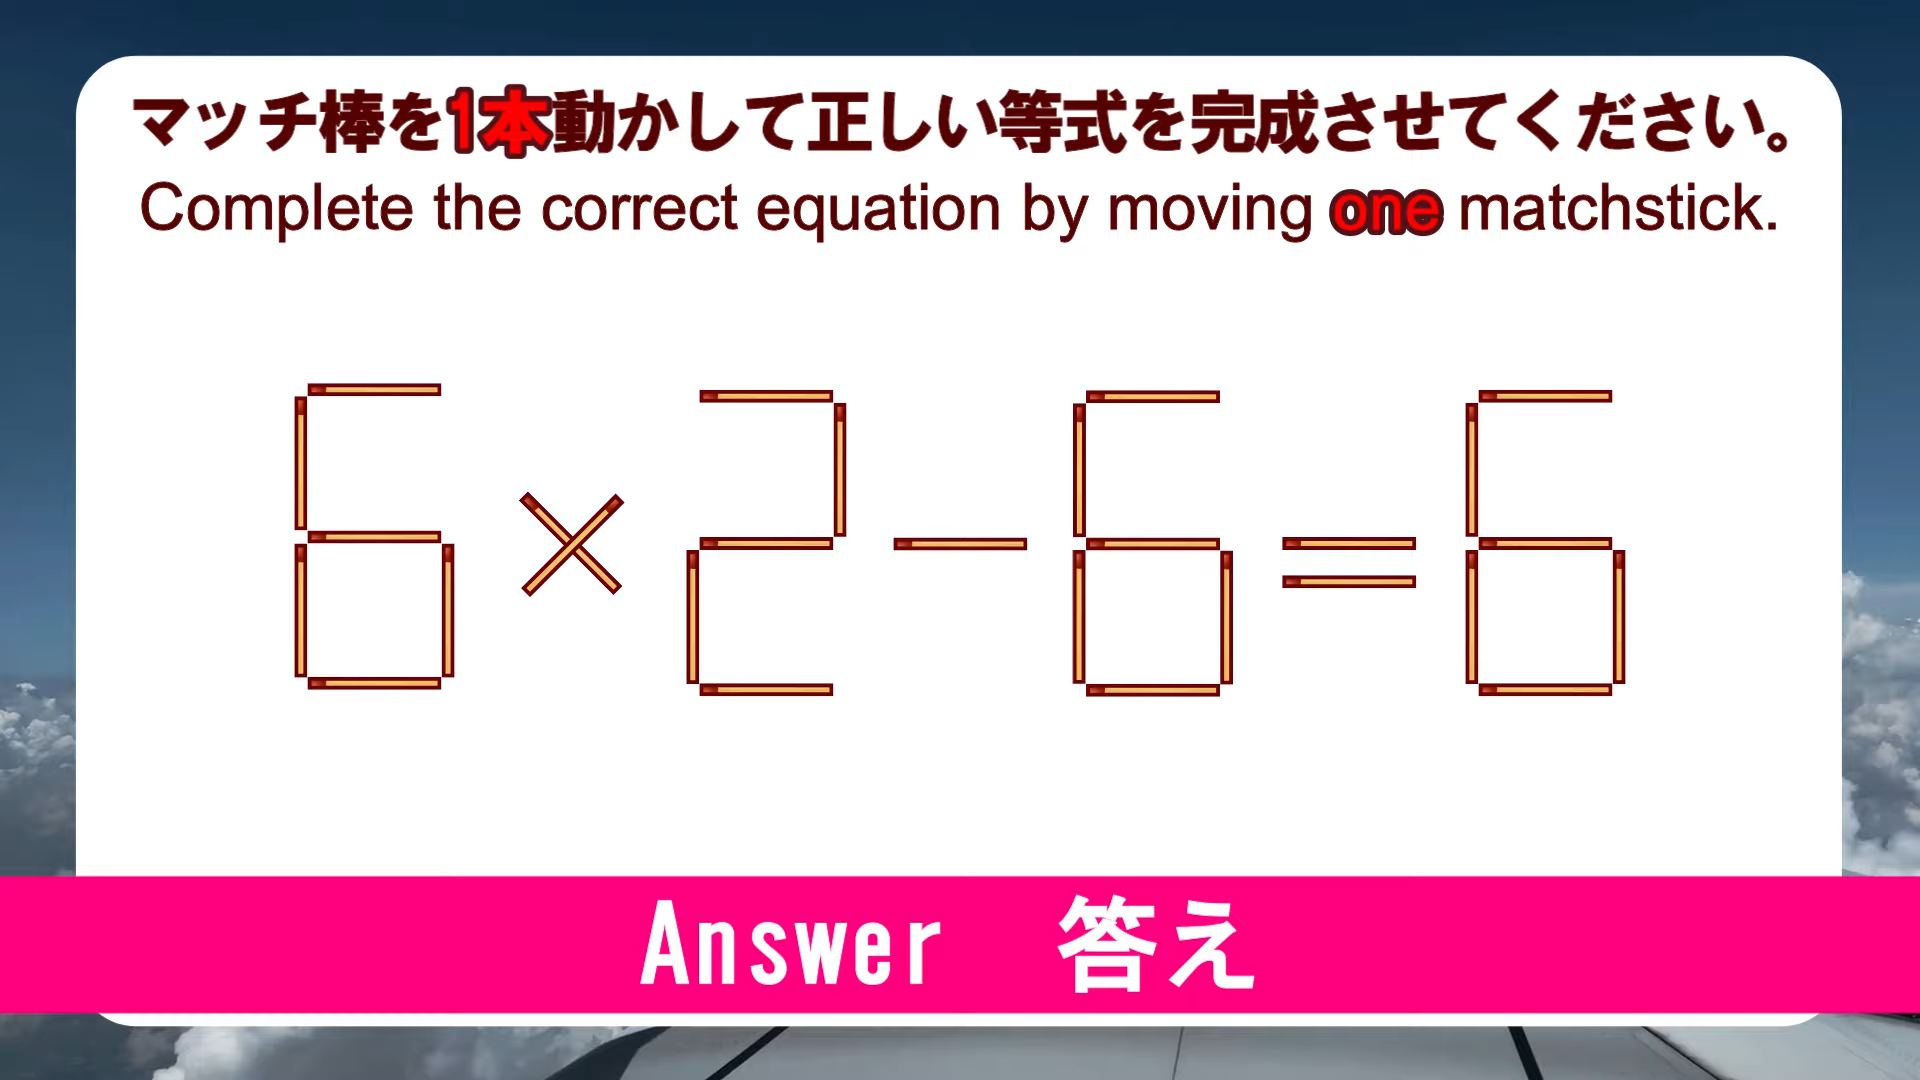 マッチ棒を1本動かして正しい等式を完成させてください。
Complete the correct equation by moving one matchstick.
6×2−6=6
Answer 答え